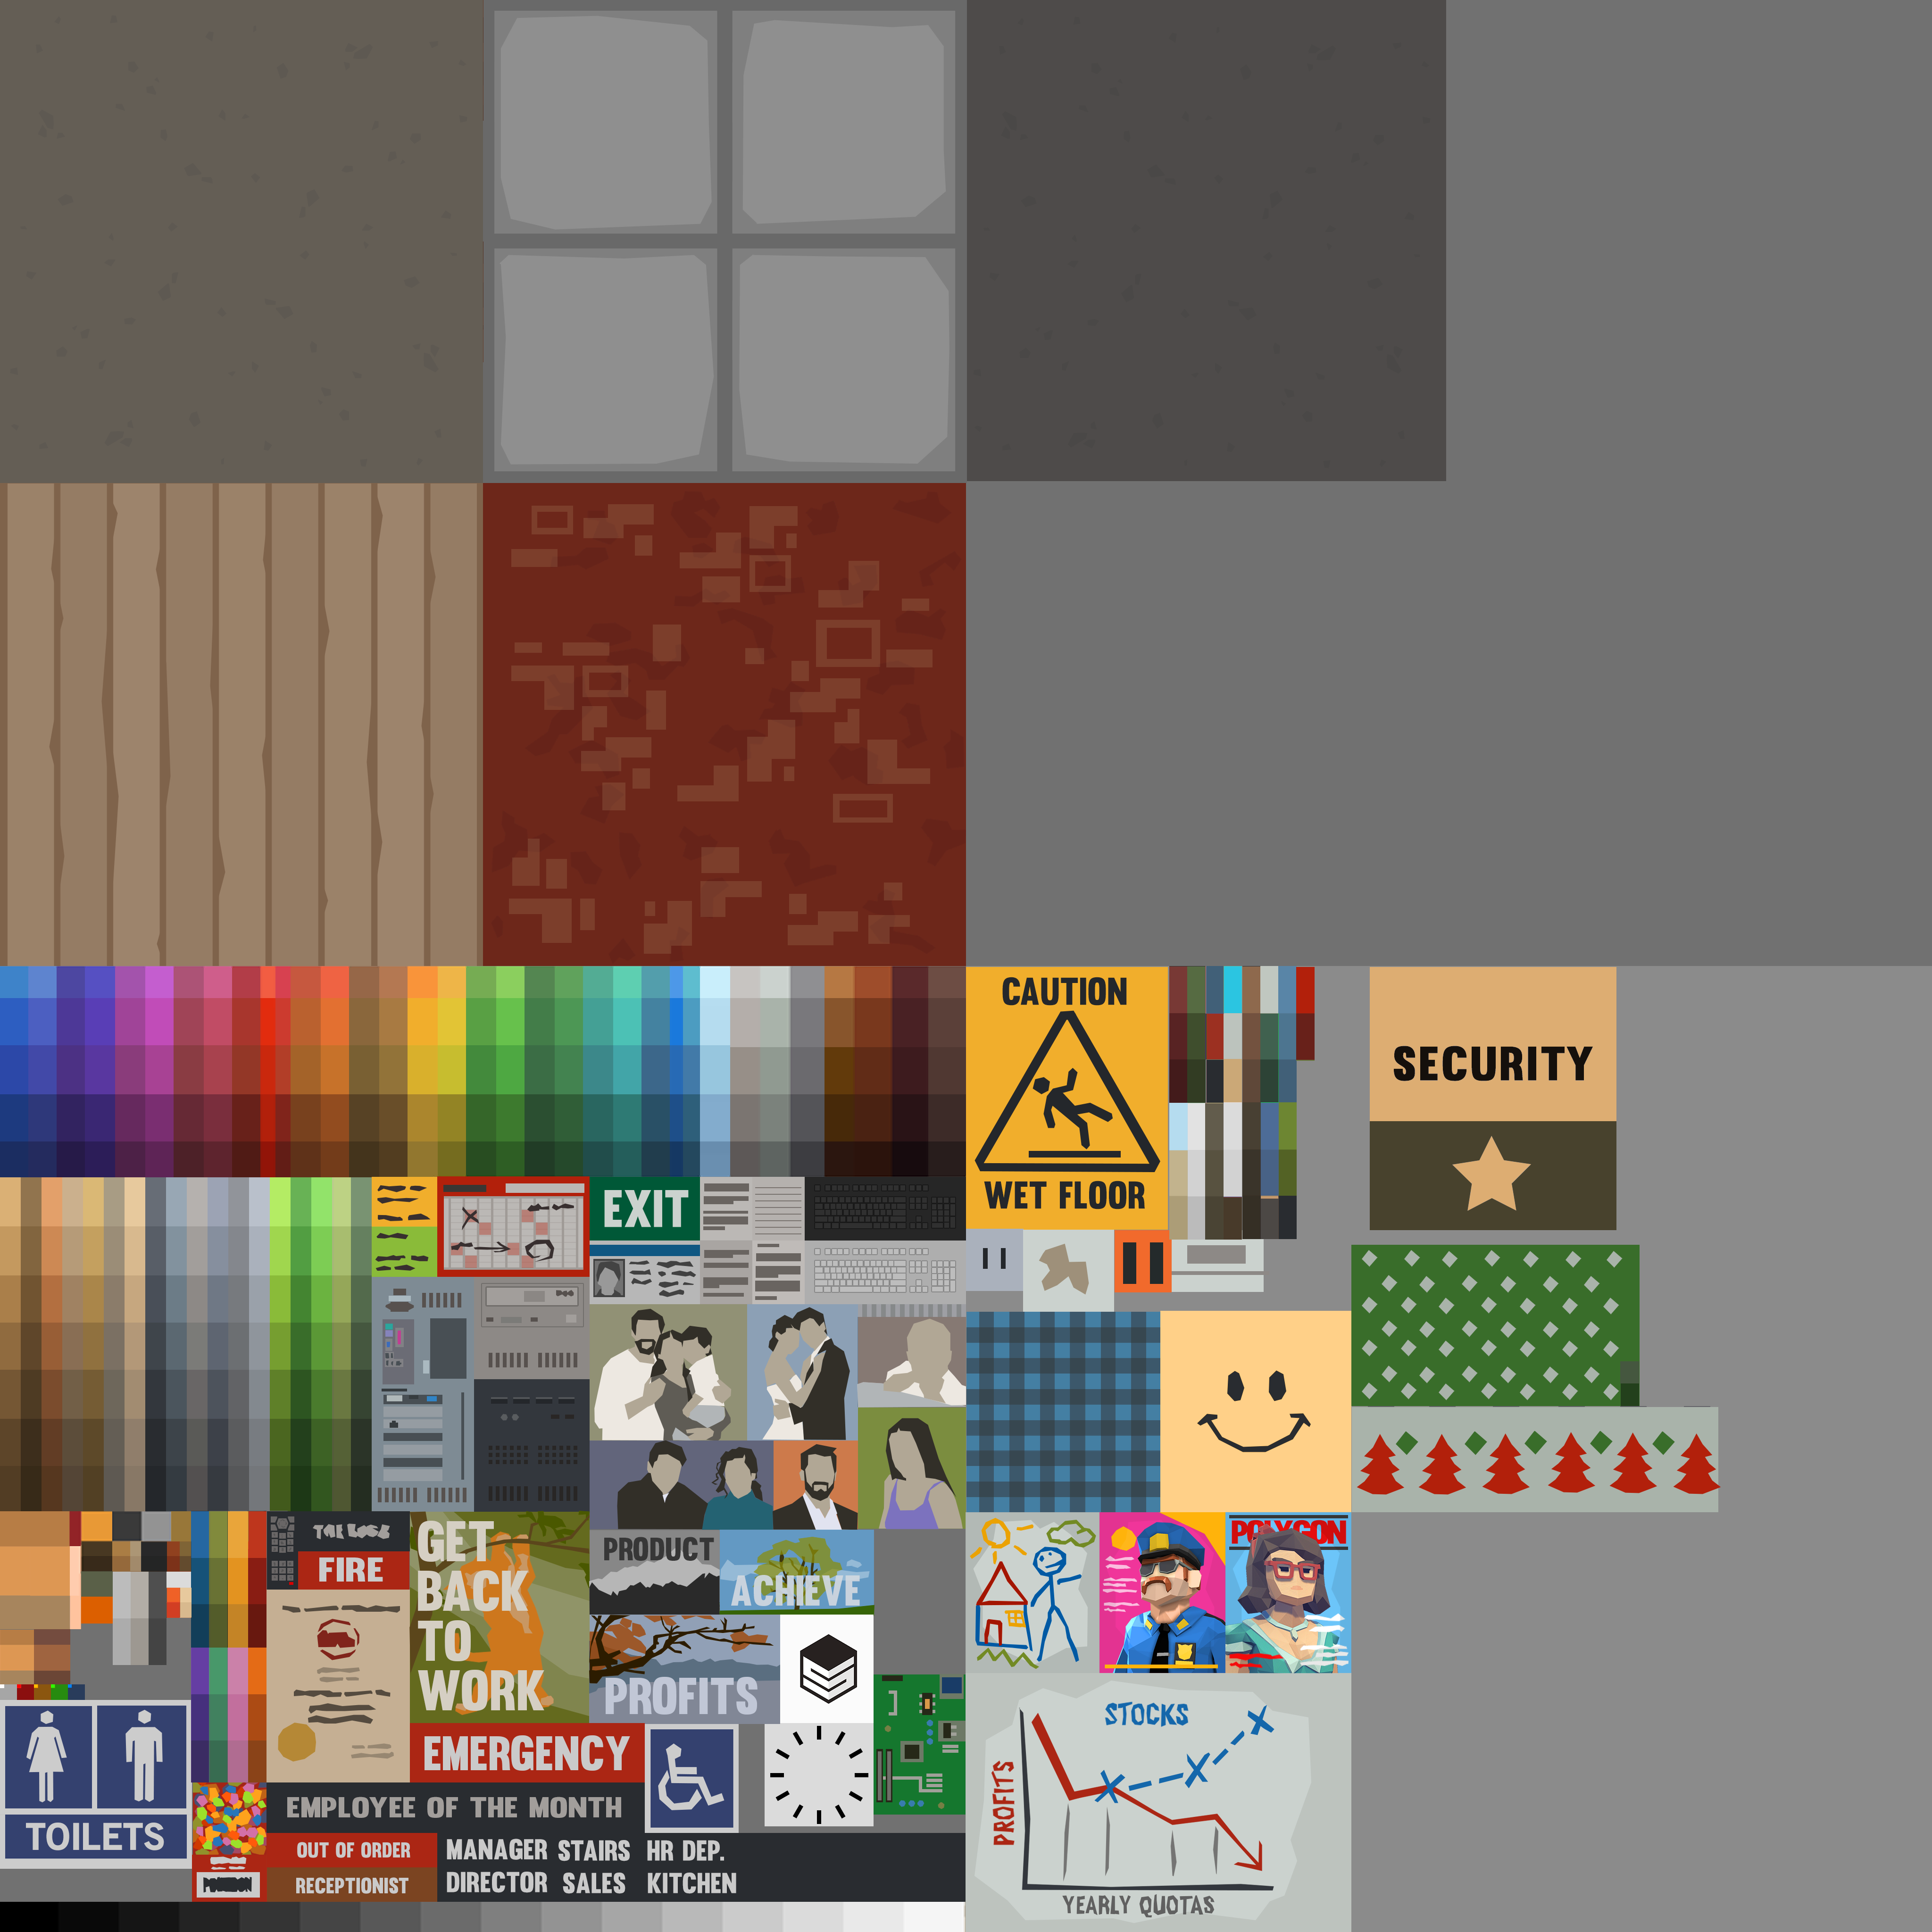 CAUTION
WET FLOOR
SECURITY
EXIT
FIRE
GET
BACK
TO
WORK
PRODUCT
ACHIEVE
PROFITS
POLYGON
EMERGENCY
TOILETS
EMPLOYEE OF THE MONTH
OUT OF ORDER
RECEPTIONIST
MANAGER STAIRS HR DEP.
DIRECTOR SALES KITCHEN
STOCKS
PROFITS
YEARLY QUOTAS